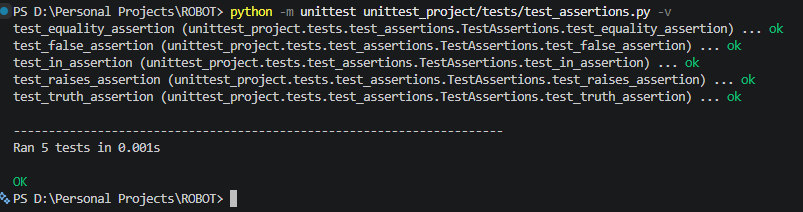 PS D:\Personal Projects\ROBOT> python -m unittest unittest_project/tests/test_assertions.py -v
test_equality_assertion (unittest_project.tests.test_assertions.TestAssertions.test_equality_assertion) ... ok
test_false_assertion (unittest_project.tests.test_assertions.TestAssertions.test_false_assertion) ... ok
test_in_assertion (unittest_project.tests.test_assertions.TestAssertions.test_in_assertion) ... ok
test_raises_assertion (unittest_project.tests.test_assertions.TestAssertions.test_raises_assertion) ... ok
test_truth_assertion (unittest_project.tests.test_assertions.TestAssertions.test_truth_assertion) ... ok
----------------------------------------------------------------------
Ran 5 tests in 0.001s
OK
PS D:\Personal Projects\ROBOT>